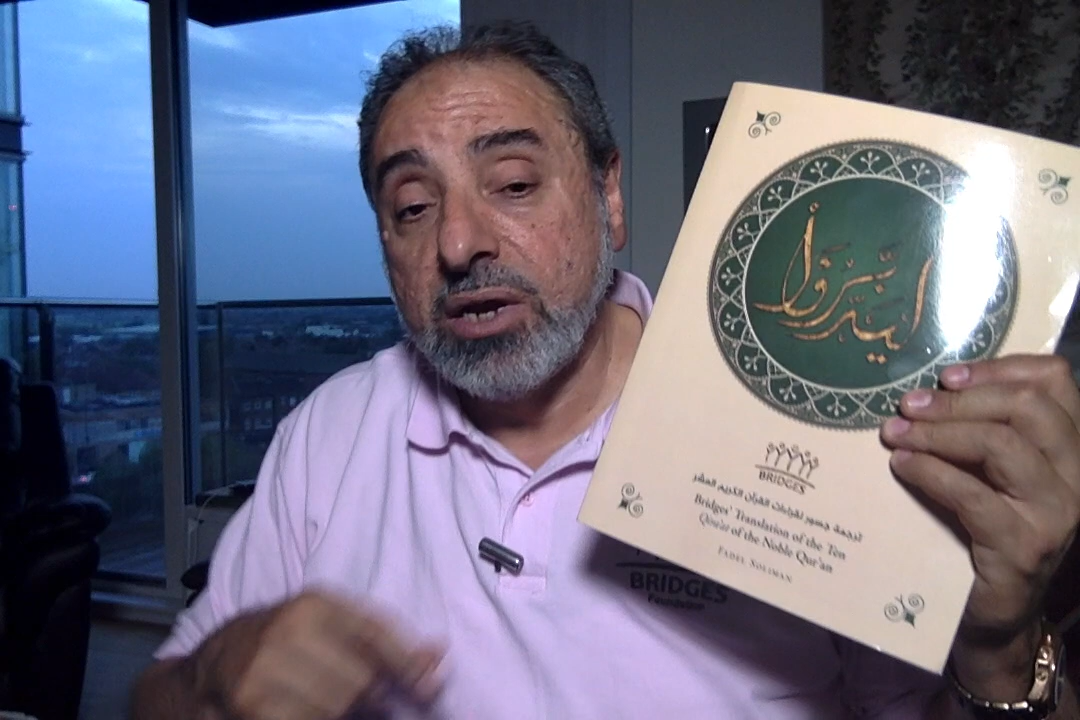 ليدبروا
BRIDGES
ترجمة جسور لقراءات القرآن الكريم العشر
Bridges' Translation of the Ten
Qira'at of the Noble Qur'an
FADEL SOLIMAN
BRIDGES
Foundation